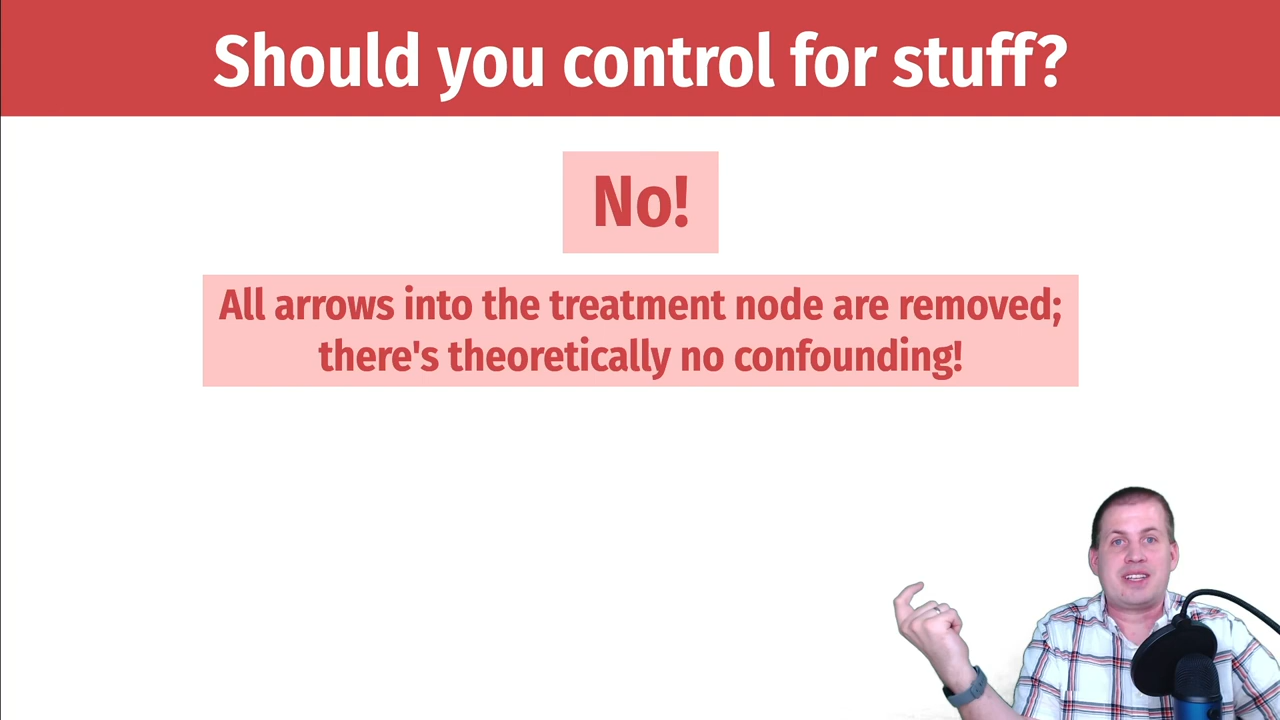 Should you control for stuff?
No!
All arrows into the treatment node are removed;
there's theoretically no confounding!